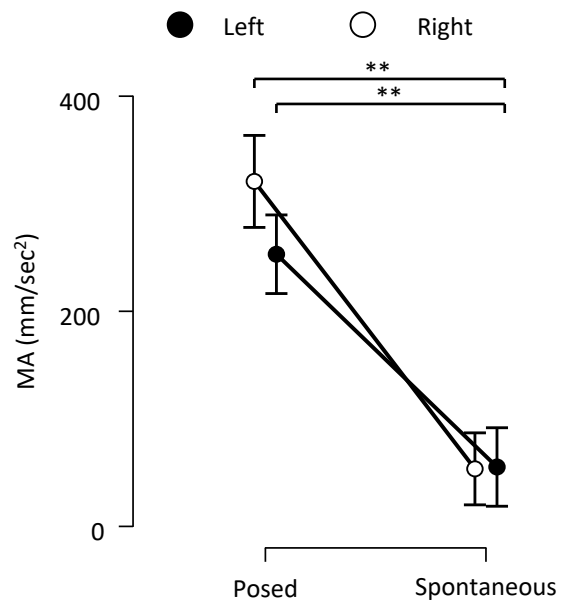 Left Right
**
**
400
200
0
MA (mm/sec²)
Posed Spontaneous